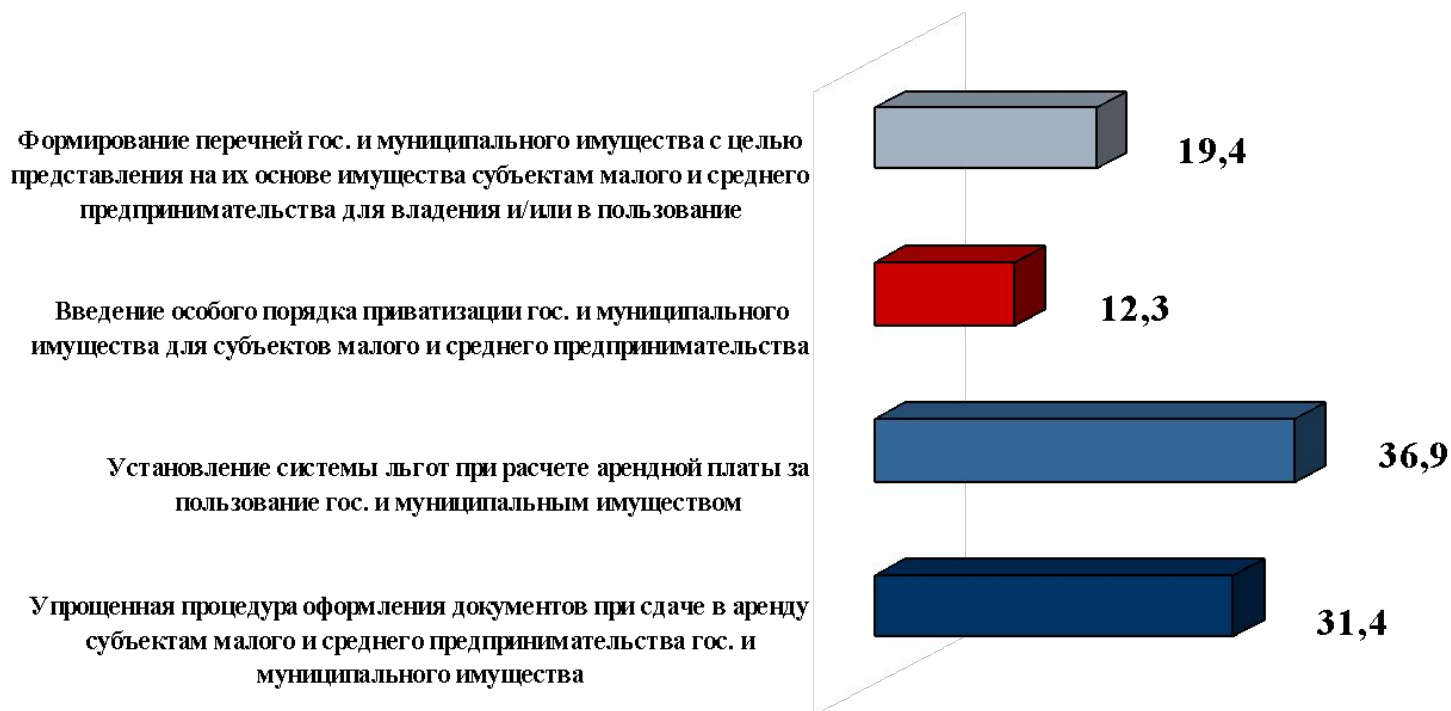 Формирование перечней гос. и муниципального имущества с целью
представления на их основе имущества субъектам малого и среднего
предпринимательства для владения и/или в пользование
19,4
Введение особого порядка приватизации гос. и муниципального
имущества для субъектов малого и среднего предпринимательства
12,3
Установление системы льгот при расчете арендной платы за
пользование гос. и муниципальным имуществом
36,9
Упрощенная процедура оформления документов при сдаче в аренду
субъектам малого и среднего предпринимательства гос. и
муниципального имущества
31,4